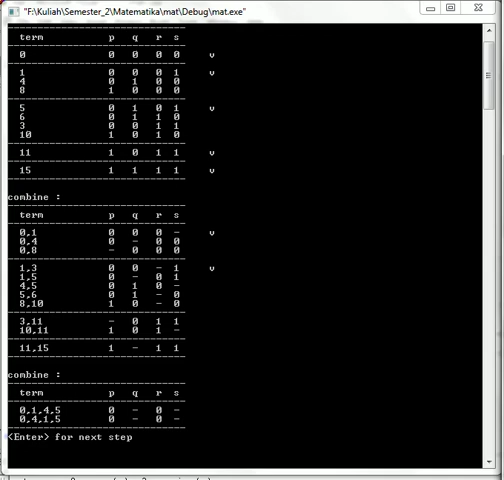 "F:\Kuliah\Semester_2\Matematika\mat\Debug\mat.exe"
term p q r s
0 0 0 0 0 v
1 0 0 0 1 v
4 0 1 0 0
8 1 0 0 0
5 0 1 0 1 v
6 0 1 1 0
3 0 0 1 1
10 1 0 1 0
11 1 0 1 1 v
15 1 1 1 1 v
combine :
term p q r s
0,1 0 0 0 - v
0,4 0 - 0 0
0,8 - 0 0 0
1,3 0 0 - 1 v
1,5 0 - 0 1
4,5 0 1 0 -
5,6 0 1 - 0
8,10 1 0 - 0
3,11 - 0 1 1
10,11 1 0 1 -
11,15 1 - 1 1
combine :
term p q r s
0,1,4,5 0 - 0 -
0,4,1,5 0 - 0 -
<Enter> for next step